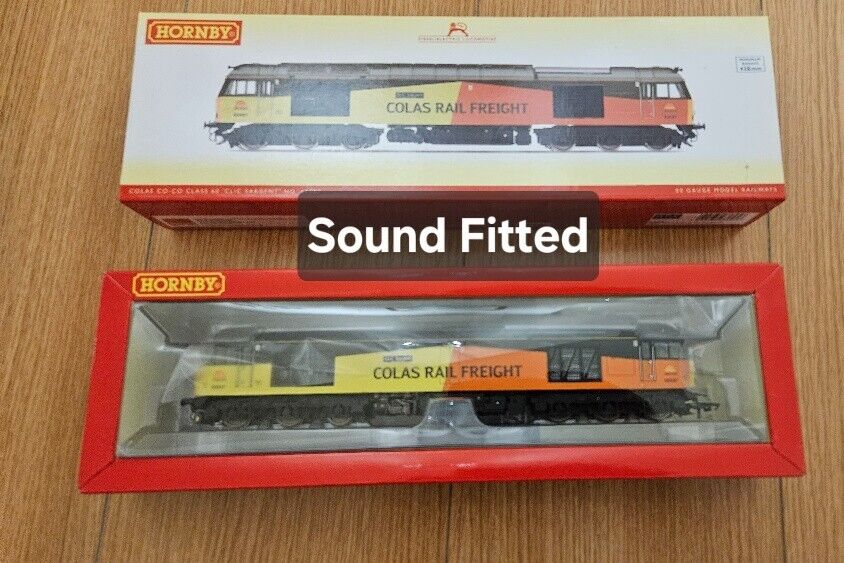 HORNBY
COLAS RAIL FREIGHT
COLAS CO-CO CLASS 60 'CLIC SARGENT' NO.
00 GAUGE MODEL RAILWAYS
Sound Fitted
HORNBY
COLAS RAIL FREIGHT